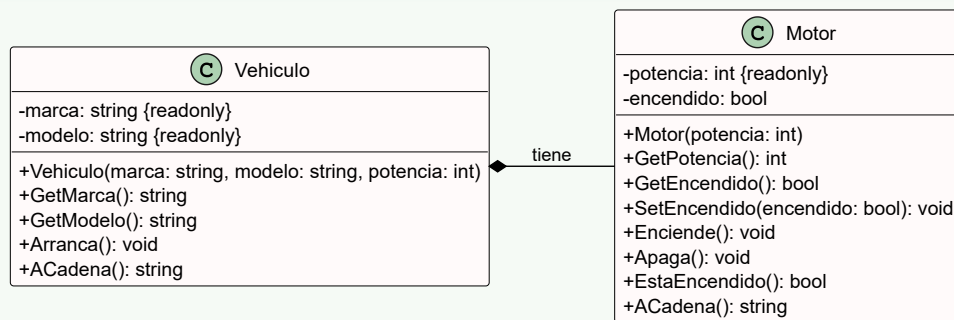 C Vehiculo
-marca: string {readonly}
-modelo: string {readonly}
+Vehiculo(marca: string, modelo: string, potencia: int)
+GetMarca(): string
+GetModelo(): string
+Arranca(): void
+ACadena(): string
tiene
C Motor
-potencia: int {readonly}
-encendido: bool
+Motor(potencia: int)
+GetPotencia(): int
+GetEncendido(): bool
+SetEncendido(encendido: bool): void
+Enciende(): void
+Apaga(): void
+EstaEncendido(): bool
+ACadena(): string